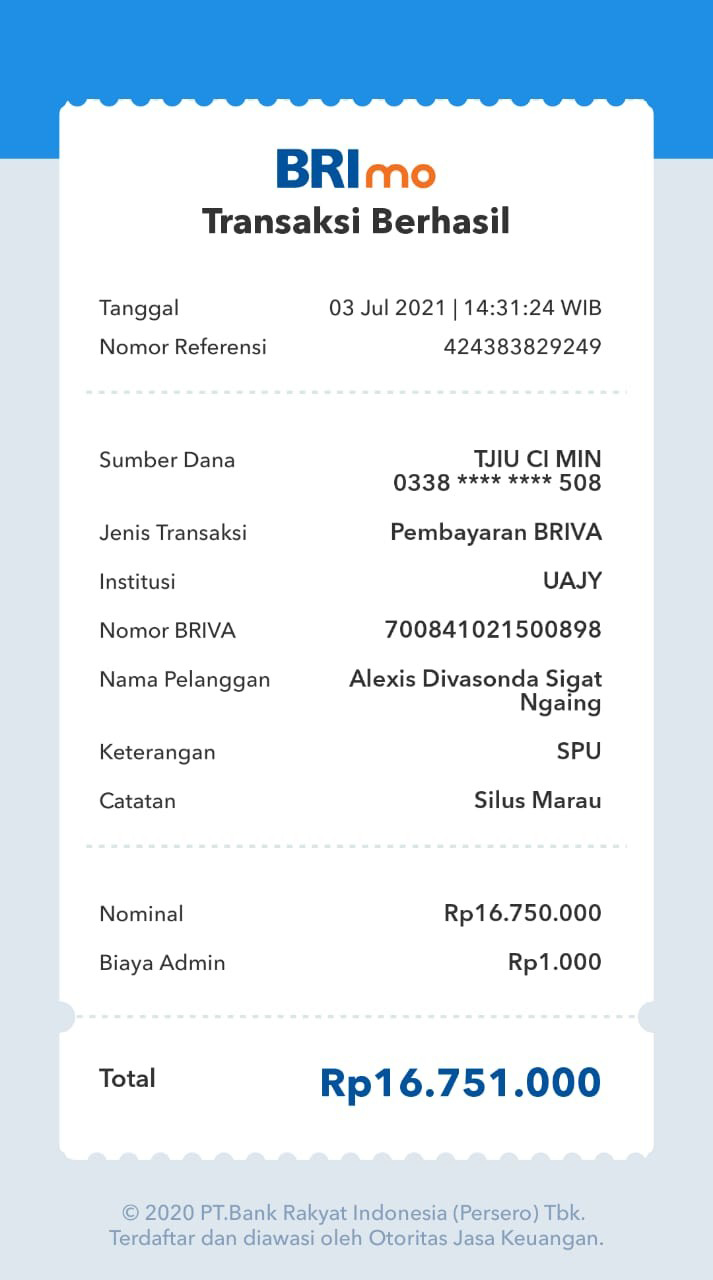 BRImo
Transaksi Berhasil
Tanggal 03 Jul 2021 | 14:31:24 WIB
Nomor Referensi 424383829249
Sumber Dana TJIU CI MIN
0338 **** **** 508
Jenis Transaksi Pembayaran BRIVA
Institusi UAJY
Nomor BRIVA 700841021500898
Nama Pelanggan Alexis Divasonda Sigat
Ngaing
Keterangan SPU
Catatan Silus Marau
Nominal Rp16.750.000
Biaya Admin Rp1.000
Total Rp16.751.000
© 2020 PT.Bank Rakyat Indonesia (Persero) Tbk.
Terdaftar dan diawasi oleh Otoritas Jasa Keuangan.